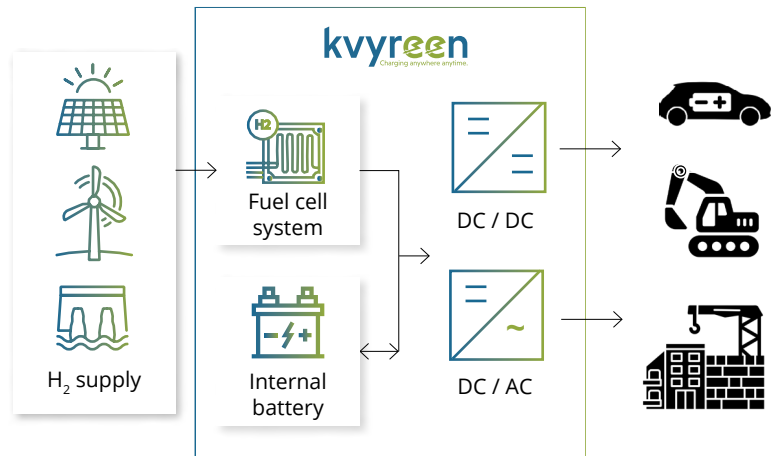 kvyreen
Charging anywhere anytime.
H2
Fuel cell
system
DC / DC
H₂ supply
Internal
battery
DC / AC